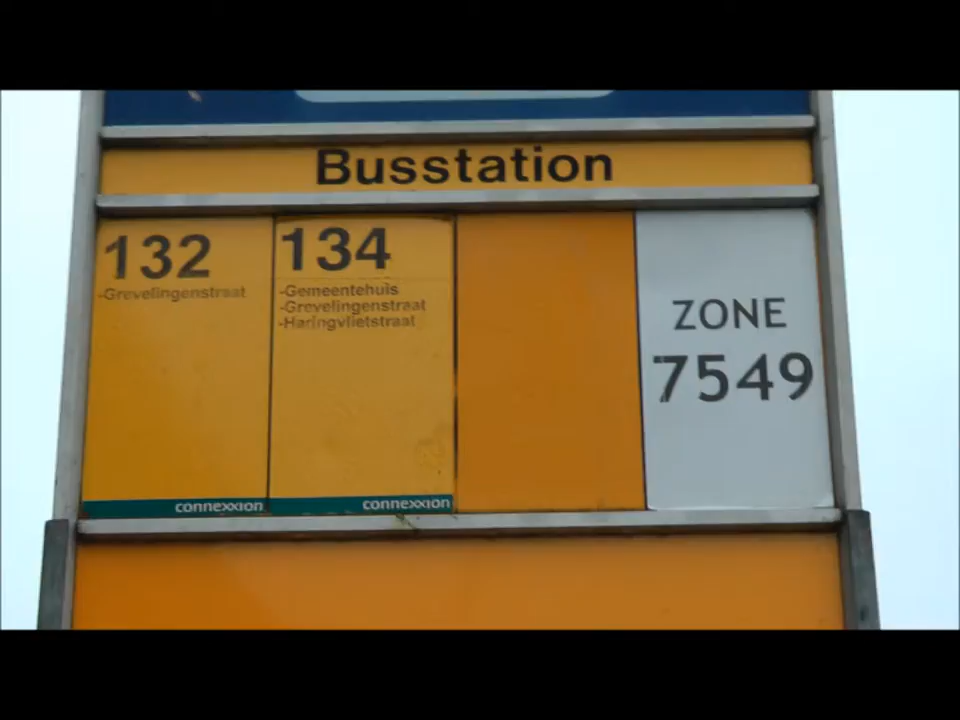 Busstation
132
-Grevelingenstraat
connexxion
134
-Gemeentehuis
-Grevelingenstraat
-Haringvlietstraat
connexxion
ZONE
7549